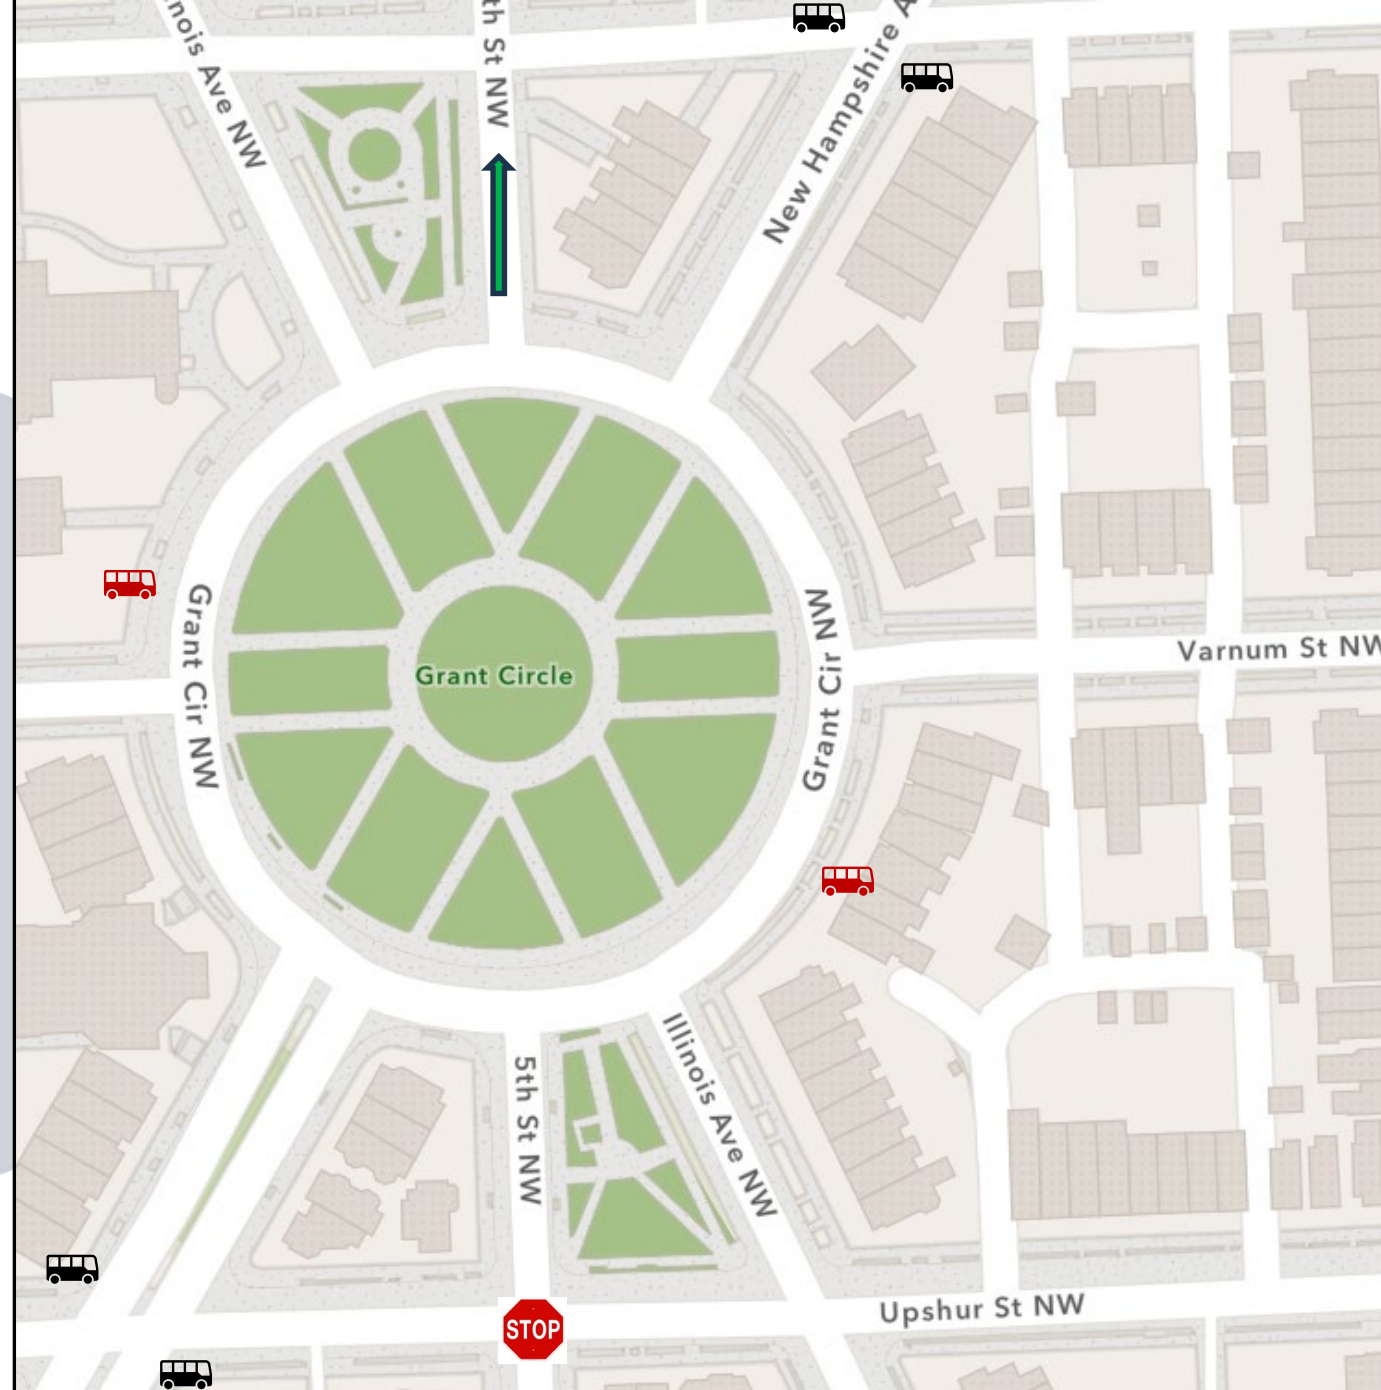 nois Ave NW
th St NW
New Hampshire A
Grant Cir NW
Grant Circle
Grant Cir NW
Varnum St NW
5th St NW
Illinois Ave NW
Upshur St NW
STOP